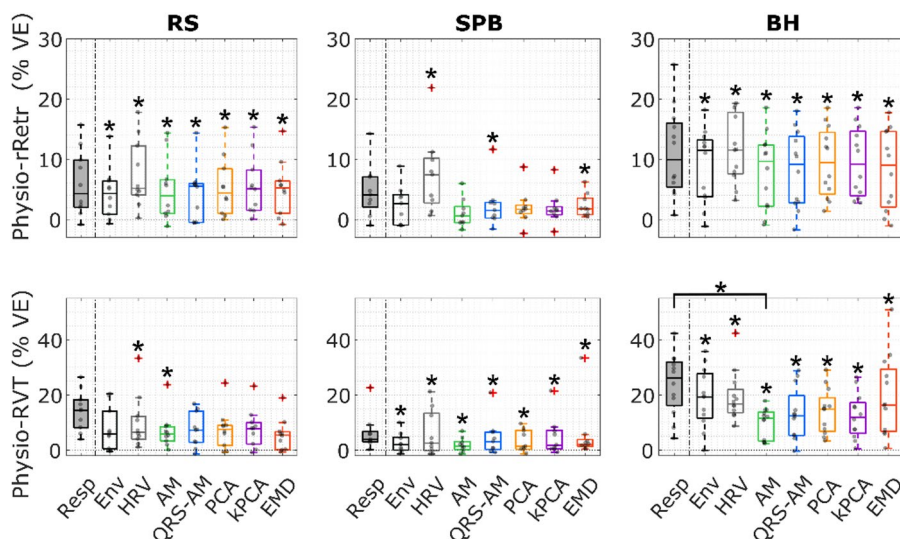 RS SPB BH
Physio-rRetr (% VE)
30 30 30
20 20 20
10 10 10
0 0 0
* * * * * * *
* * *
* * * * * * *
Physio-RVT (% VE)
40 40 40
20 20 20
0 0 0
* *
* * * * * * *
* * * * * * * *
Resp Env HRV AM QRS-AM PCA kPCA EMD
Resp Env HRV AM QRS-AM PCA kPCA EMD
Resp Env HRV AM QRS-AM PCA kPCA EMD